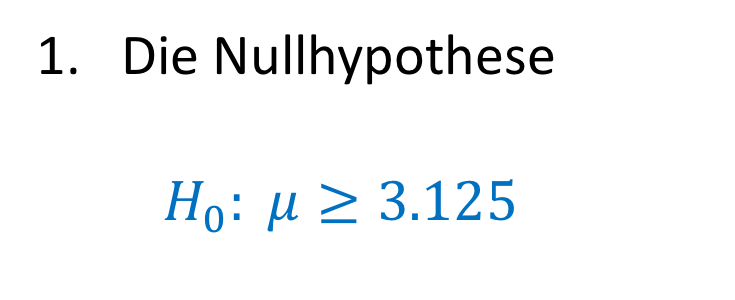 1. Die Nullhypothese
H₀: μ ≥ 3.125